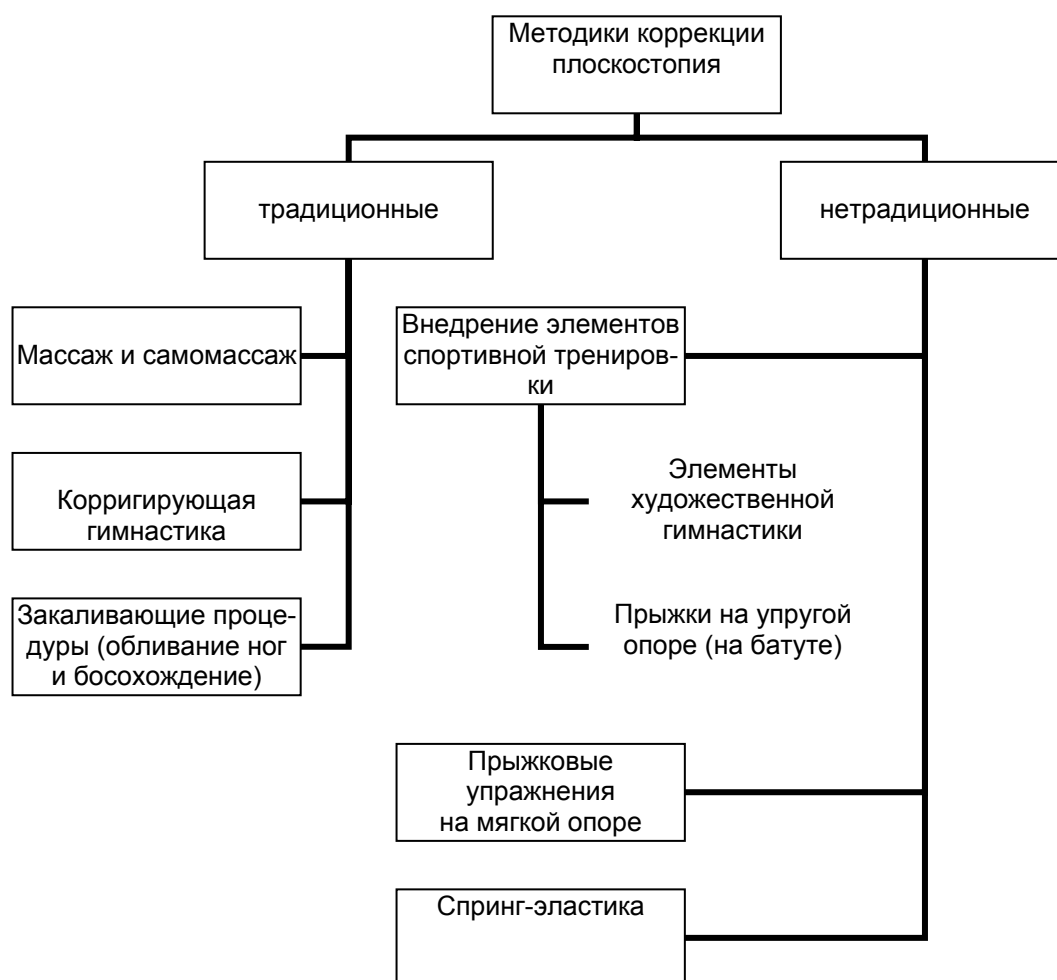 Методики коррекции
плоскостопия
традиционные
нетрадиционные
Массаж и самомассаж
Корригирующая
гимнастика
Закаливающие проце-
дуры (обливание ног
и босохождение)
Внедрение элементов
спортивной трениров-
ки
Элементы
художественной
гимнастики
Прыжки на упругой
опоре (на батуте)
Прыжковые
упражнения
на мягкой опоре
Спринг-эластика